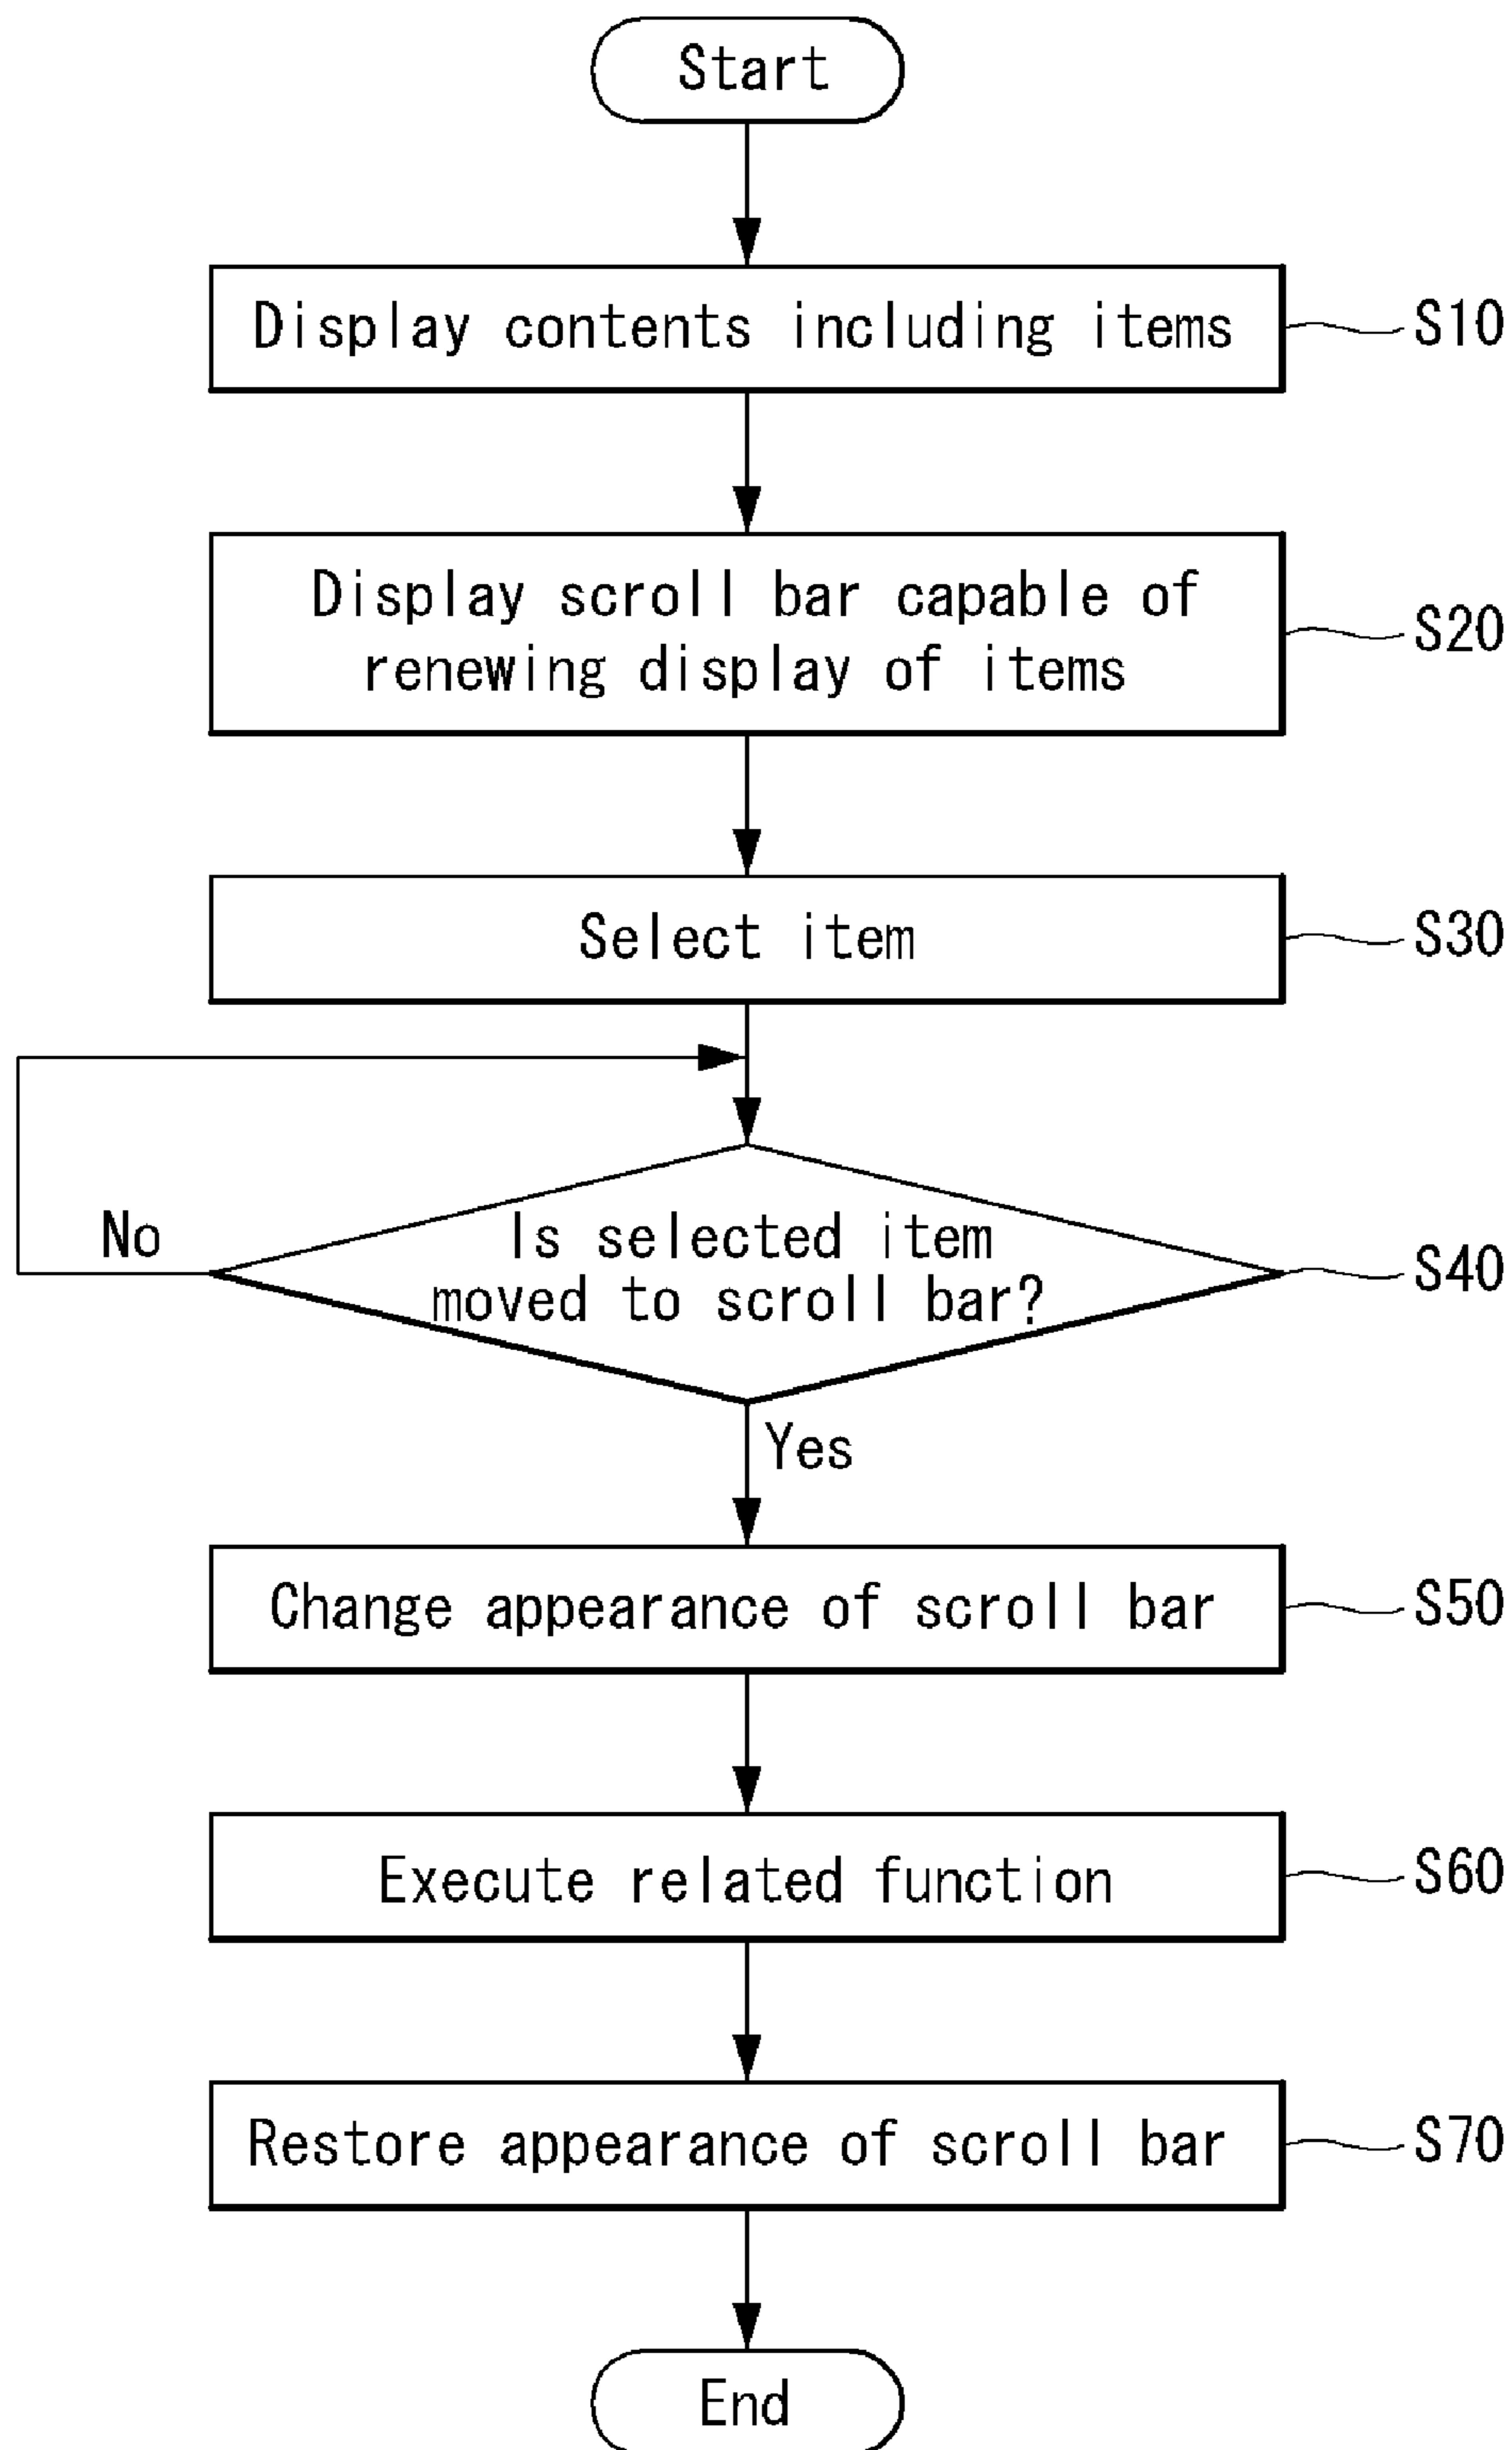 Start
Display contents including items
S10
Display scroll bar capable of
renewing display of items
S20
Select item
S30
Is selected item
moved to scroll bar?
S40
No
Yes
Change appearance of scroll bar
S50
Execute related function
S60
Restore appearance of scroll bar
S70
End